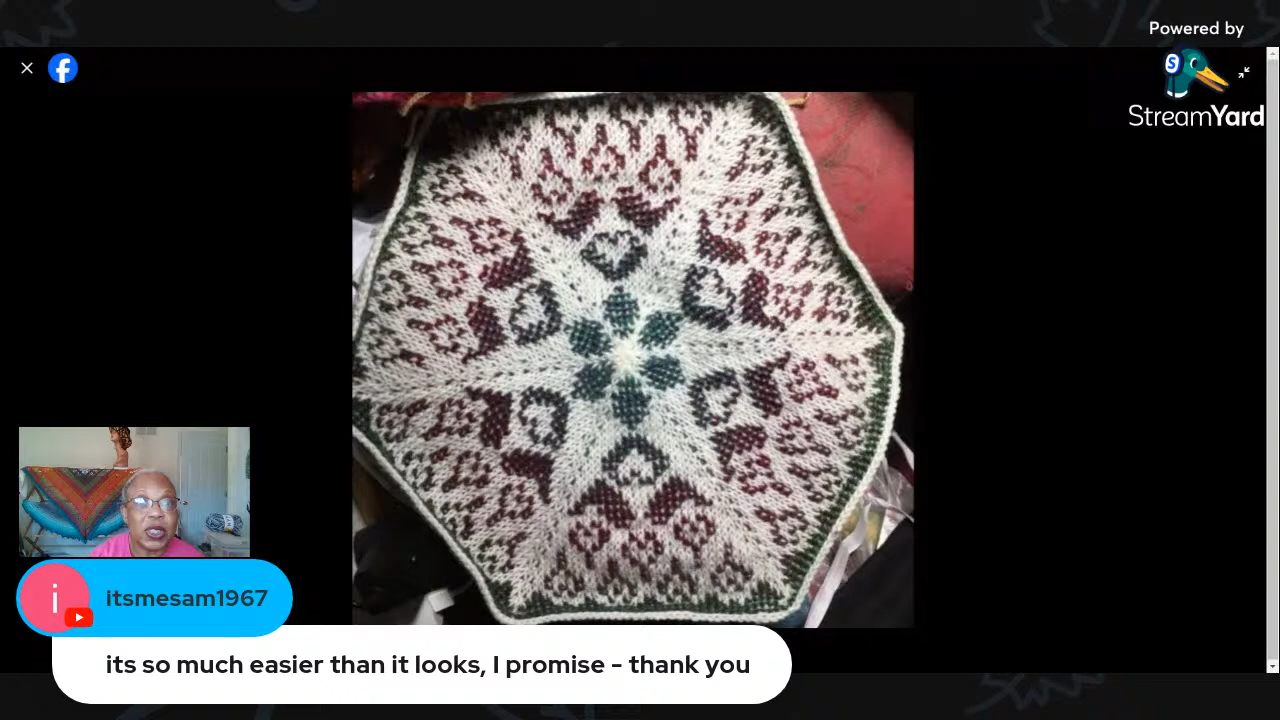 Powered by
StreamYard
itsmesam1967
its so much easier than it looks, I promise - thank you